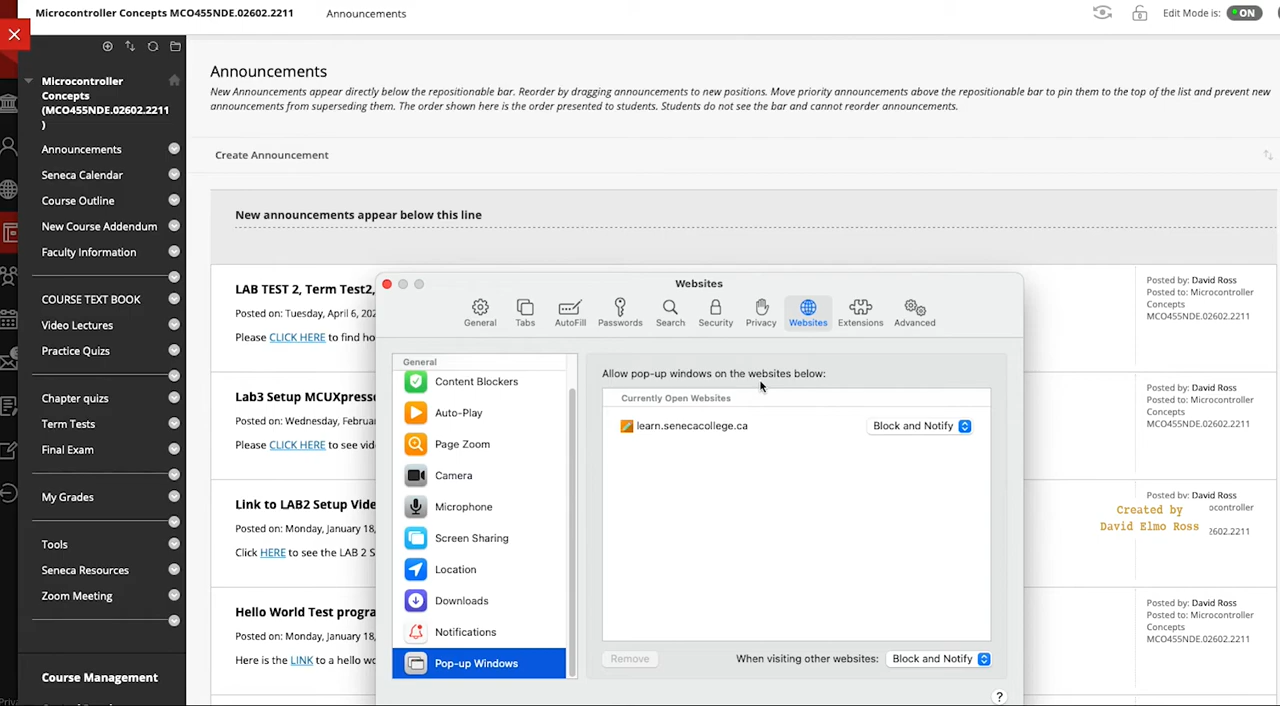 Microcontroller Concepts MCO455NDE.02602.2211
Announcements
Edit Mode is:
ON
Microcontroller
Concepts
(MCO455NDE.02602.2211
)
Announcements
Seneca Calendar
Course Outline
New Course Addendum
Faculty Information
COURSE TEXT BOOK
Video Lectures
Practice Quizs
Chapter quizs
Term Tests
Final Exam
My Grades
Tools
Seneca Resources
Zoom Meeting
Course Management
Announcements
New Announcements appear directly below the repositionable bar. Reorder by dragging announcements to new positions. Move priority announcements above the repositionable bar to pin them to the top of the list and prevent new
announcements from superseding them. The order shown here is the order presented to students. Students do not see the bar and cannot reorder announcements.
Create Announcement
New announcements appear below this line
LAB TEST 2, Term Test2,
Posted on: Tuesday, April 6, 202
Please CLICK HERE to find ho
Posted by: David Ross
Posted to: Microcontroller
Concepts
MCO455NDE.02602.2211
Lab3 Setup MCUXpresso
Posted on: Wednesday, Februa
Please CLICK HERE to see vide
Posted by: David Ross
Posted to: Microcontroller
Concepts
MCO455NDE.02602.2211
Link to LAB2 Setup Vide
Posted on: Monday, January 18,
Click HERE to see the LAB 2 S
Posted by: David Ross
ocontroller
2602.2211
Created by
David Elmo Ross
Hello World Test progra
Posted on: Monday, January 18,
Here is the LINK to a hello wo
Posted by: David Ross
Posted to: Microcontroller
Concepts
MCO455NDE.02602.2211
Websites
General
Tabs
AutoFill
Passwords
Search
Security
Privacy
Websites
Extensions
Advanced
General
Content Blockers
Auto-Play
Page Zoom
Camera
Microphone
Screen Sharing
Location
Downloads
Notifications
Pop-up Windows
Allow pop-up windows on the websites below:
Currently Open Websites
learn.senecacollege.ca
Block and Notify
Remove
When visiting other websites:
Block and Notify
?